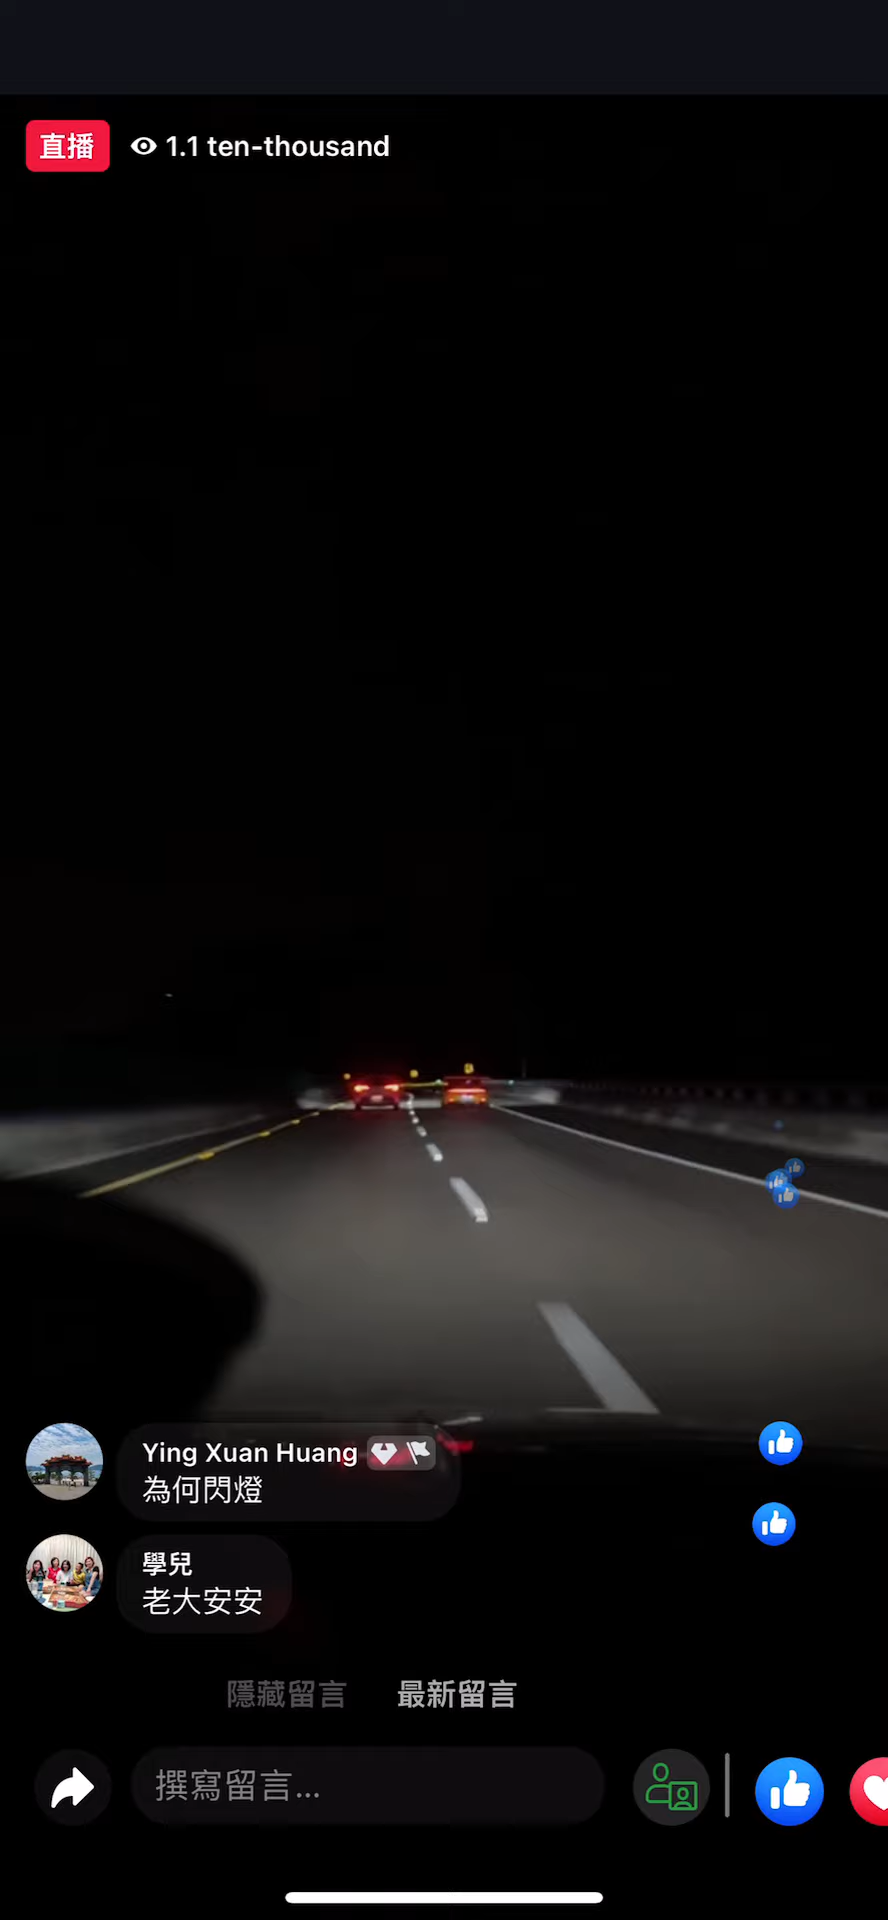 直播 1.1 ten-thousand
Ying Xuan Huang
為何閃燈
學兒
老大安安
隱藏留言 最新留言
撰寫留言...